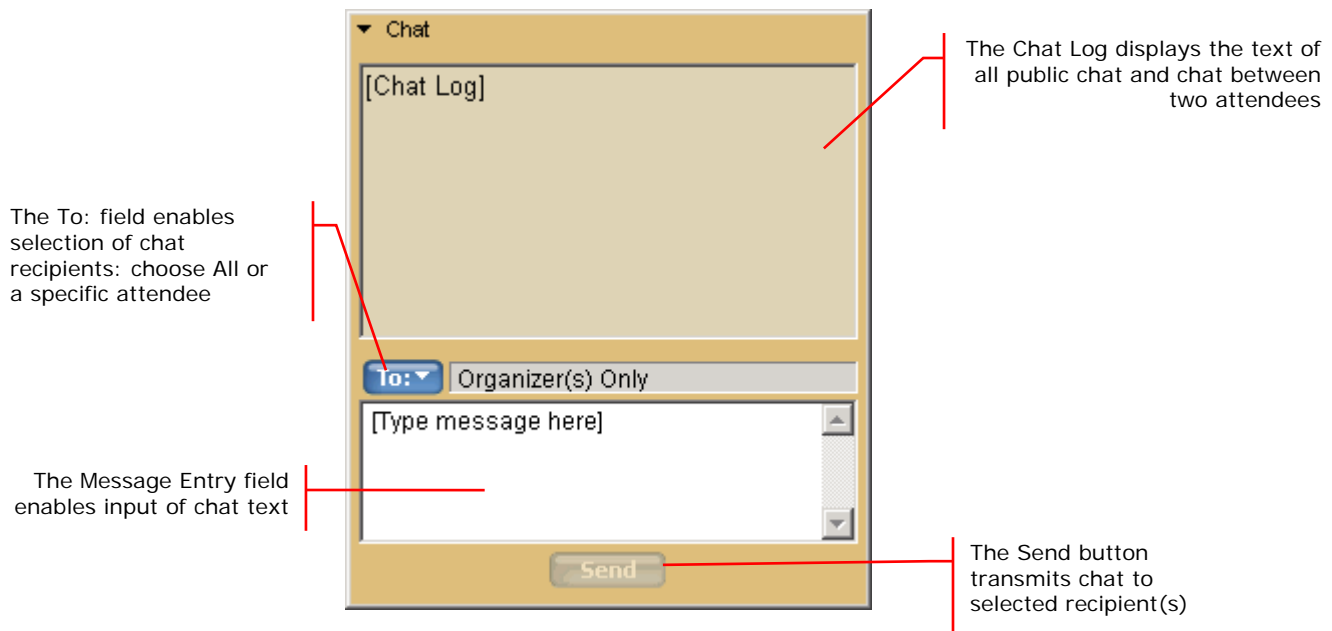 Chat
[Chat Log]
The Chat Log displays the text of
all public chat and chat between
two attendees
The To: field enables
selection of chat
recipients: choose All or
a specific attendee
To:
Organizer(s) Only
[Type message here]
The Message Entry field
enables input of chat text
Send
The Send button
transmits chat to
selected recipient(s)